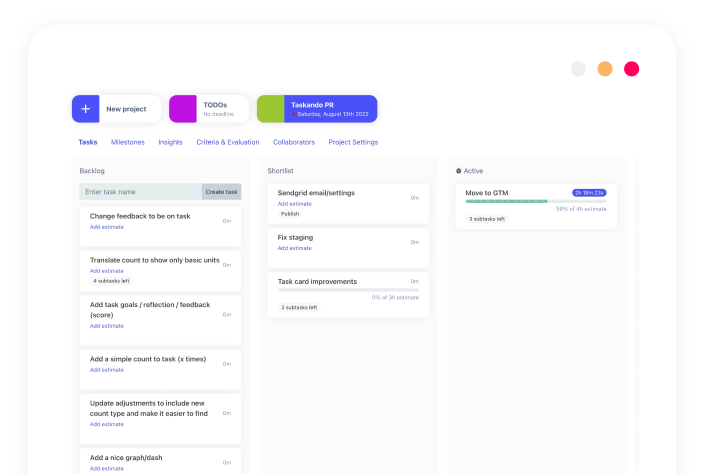 + New project
TODOs
No deadline
Taskando PR
Saturday, August 13th 2022
Tasks Milestones Insights Criteria & Evaluation Collaborators Project Settings
Backlog
Enter task name Create task
Change feedback to be on task 0m
Add estimate
Translate count to show only basic units 0m
Add estimate
4 subtasks left
Add task goals / reflection / feedback
(score) 0m
Add estimate
Add a simple count to task (x times) 0m
Add estimate
Update adjustments to include new
count type and make it easier to find 0m
Add estimate
Add a nice graph/dash 0m
Add estimate
Shortlist
Sendgrid email/settings 0m
Add estimate
Publish
Fix staging 0m
Add estimate
Task card improvements 0m
0% of 3h estimate
3 subtasks left
Active
Move to GTM 2h 18m 23s
58% of 4h estimate
3 subtasks left